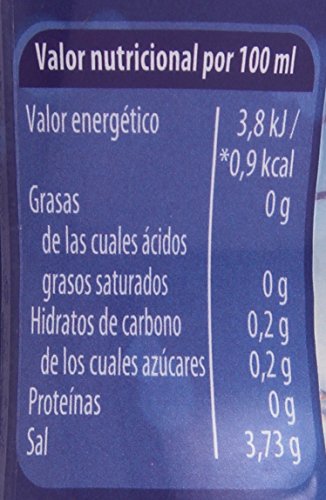 Valor nutricional por 100 ml
Valor energético 3,8 kJ /
*0,9 kcal
Grasas 0 g
de las cuales ácidos
grasos saturados 0 g
Hidratos de carbono 0,2 g
de los cuales azúcares 0,2 g
Proteínas 0 g
Sal 3,73 g